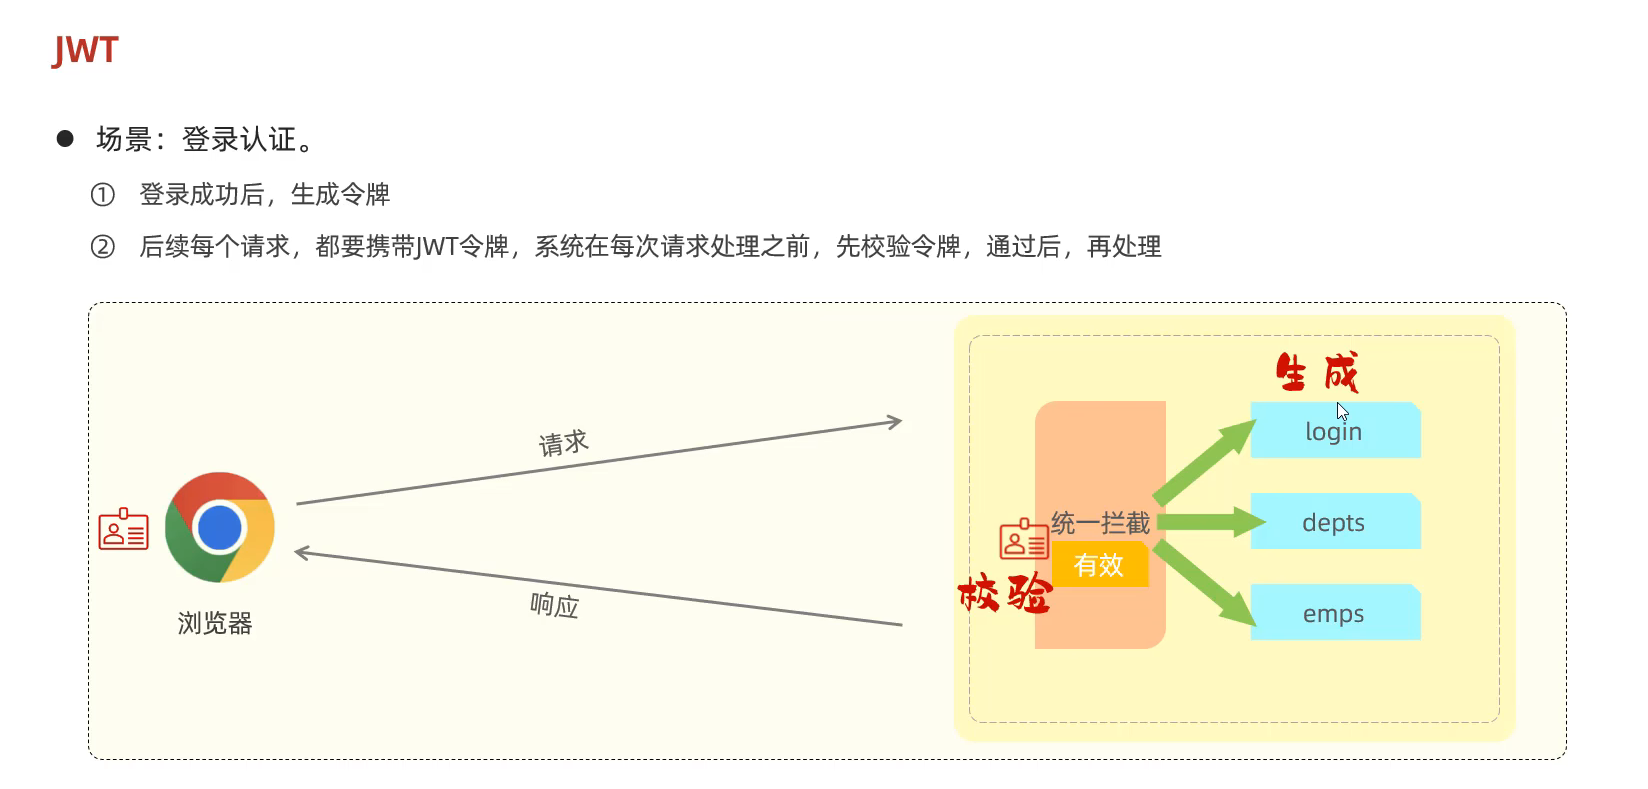 JWT
● 场景：登录认证。
① 登录成功后，生成令牌
② 后续每个请求，都要携带JWT令牌，系统在每次请求处理之前，先校验令牌，通过后，再处理
生成
login
请求
统一拦截
depts
有效
校验
响应
emps
浏览器